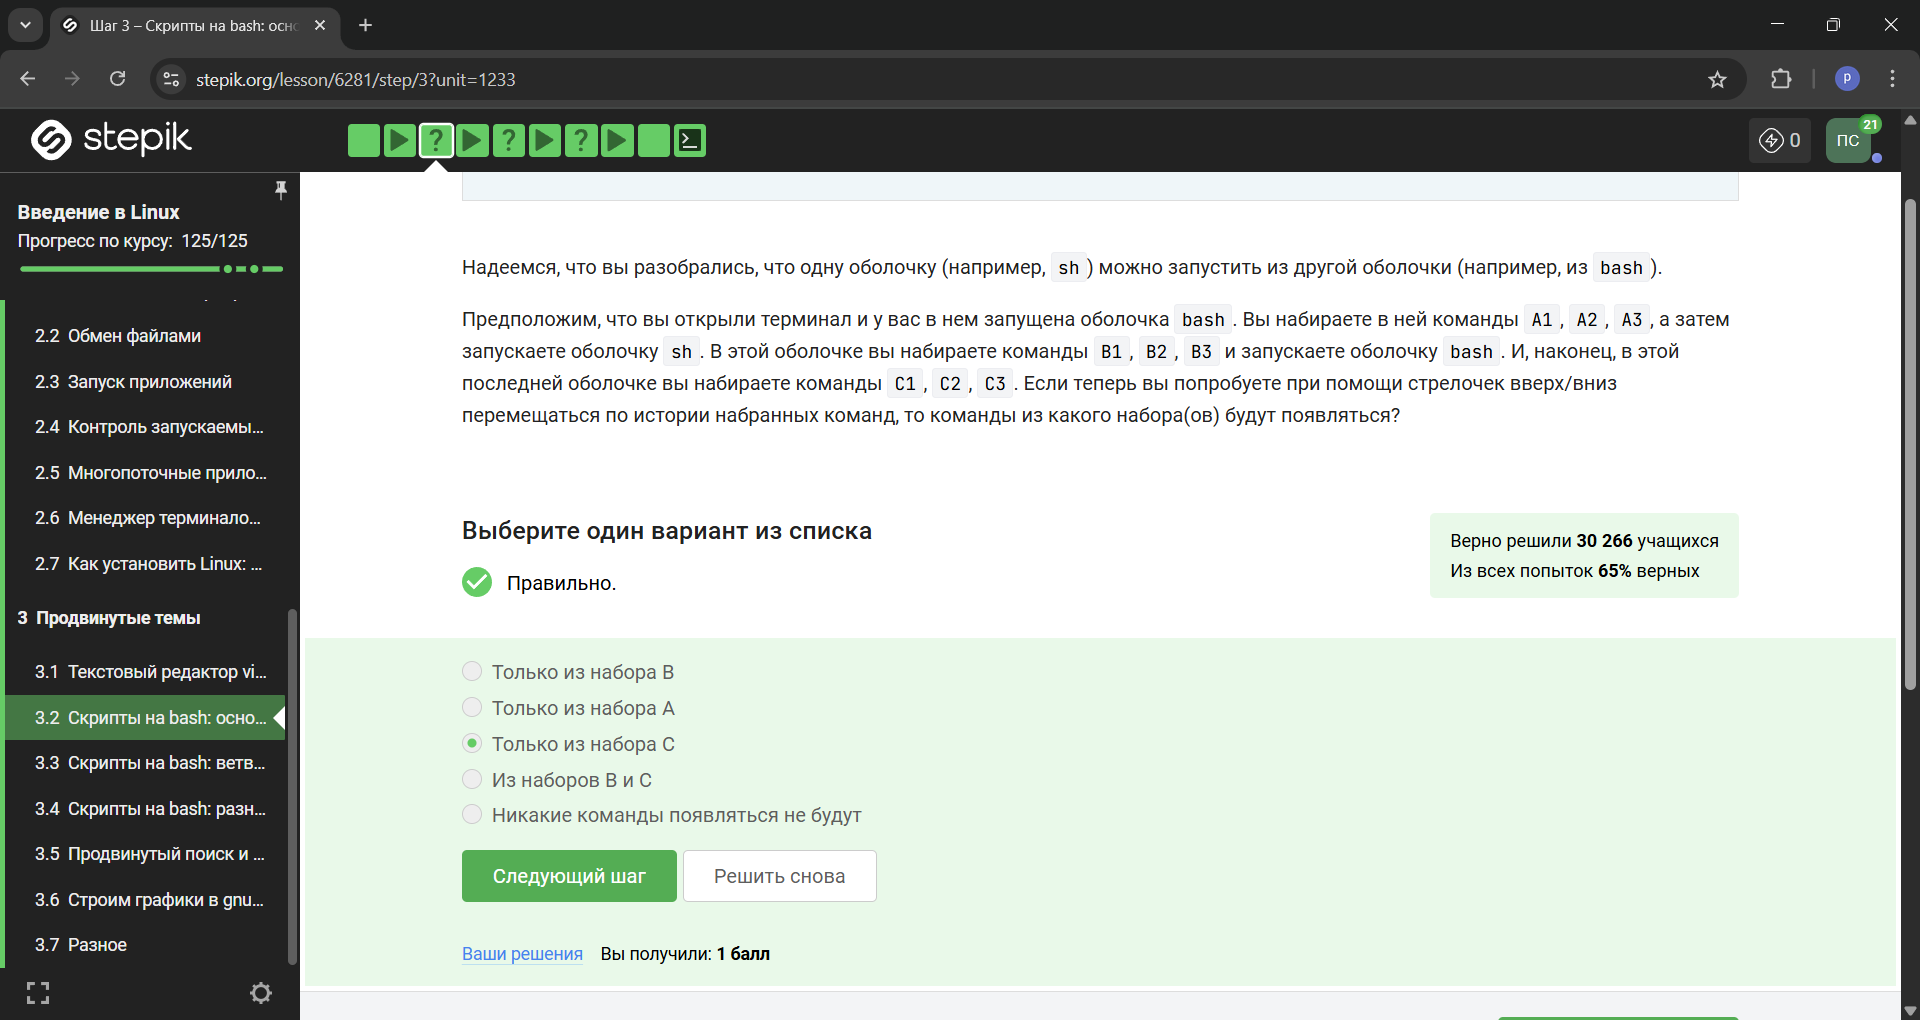 Шаг 3 – Скрипты на bash: осно
stepik.org/lesson/6281/step/3?unit=1233
P
stepik
? ? ?
0
ПС
21
Введение в Linux
Прогресс по курсу: 125/125
2.2 Обмен файлами
2.3 Запуск приложений
2.4 Контроль запускаемы...
2.5 Многопоточные прило...
2.6 Менеджер терминало...
2.7 Как установить Linux: ...
3 Продвинутые темы
3.1 Текстовый редактор vi...
3.2 Скрипты на bash: осно...
3.3 Скрипты на bash: ветв...
3.4 Скрипты на bash: разн...
3.5 Продвинутый поиск и ...
3.6 Строим графики в gnu...
3.7 Разное
Надеемся, что вы разобрались, что одну оболочку (например, sh ) можно запустить из другой оболочки (например, из bash ).
Предположим, что вы открыли терминал и у вас в нем запущена оболочка bash . Вы набираете в ней команды A1 , A2 , A3 , а затем
запускаете оболочку sh . В этой оболочке вы набираете команды B1 , B2 , B3 и запускаете оболочку bash . И, наконец, в этой
последней оболочке вы набираете команды C1 , C2 , C3 . Если теперь вы попробуете при помощи стрелочек вверх/вниз
перемещаться по истории набранных команд, то команды из какого набора(ов) будут появляться?
Выберите один вариант из списка
Правильно.
Верно решили 30 266 учащихся
Из всех попыток 65% верных
Только из набора B
Только из набора A
Только из набора C
Из наборов B и C
Никакие команды появляться не будут
Следующий шаг
Решить снова
Ваши решения Вы получили: 1 балл